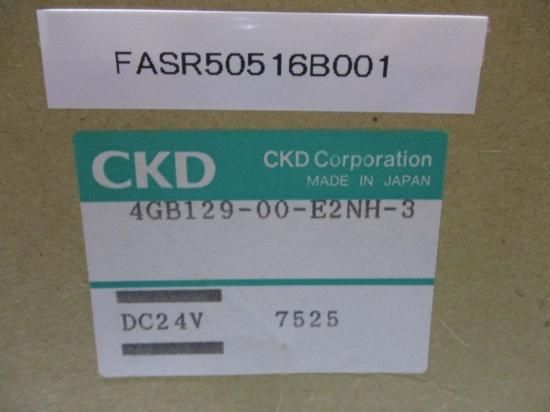 FASR50516B001
CKD
CKD Corporation
MADE IN JAPAN
4GB129-00-E2NH-3
DC24V 7525